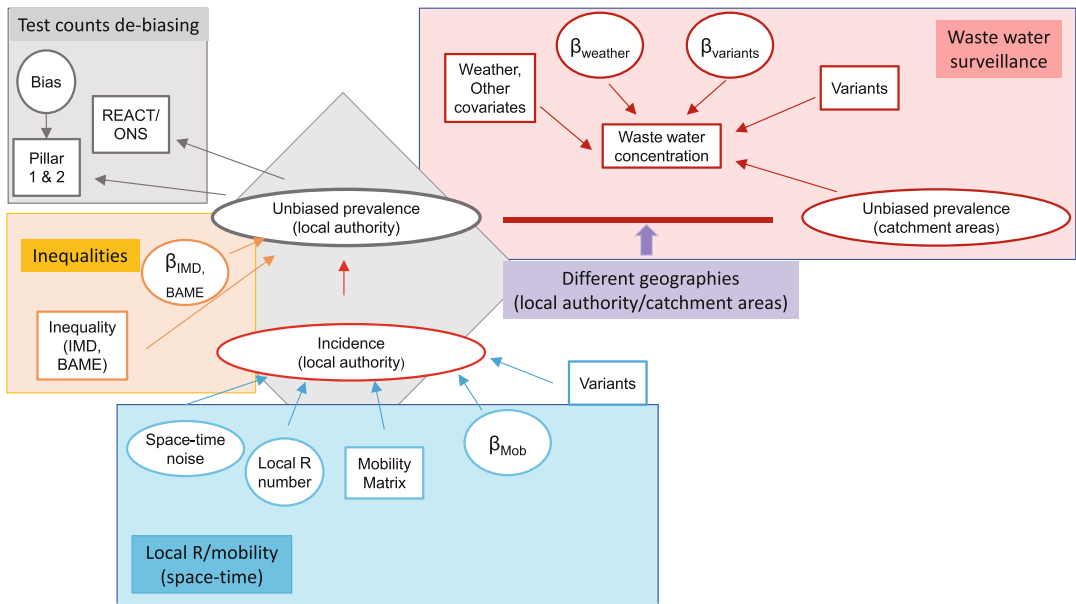 Test counts de-biasing
Bias
REACT/
ONS
Pillar
1 & 2
Waste water
surveillance
βweather
βvariants
Weather,
Other
covariates
Variants
Waste water
concentration
Unbiased prevalence
(local authority)
Unbiased prevalence
(catchment areas)
Inequalities
βIMD,
BAME
Inequality
(IMD,
BAME)
Different geographies
(local authority/catchment areas)
Incidence
(local authority)
Variants
Space-time
noise
Local R
number
Mobility
Matrix
βMob
Local R/mobility
(space-time)